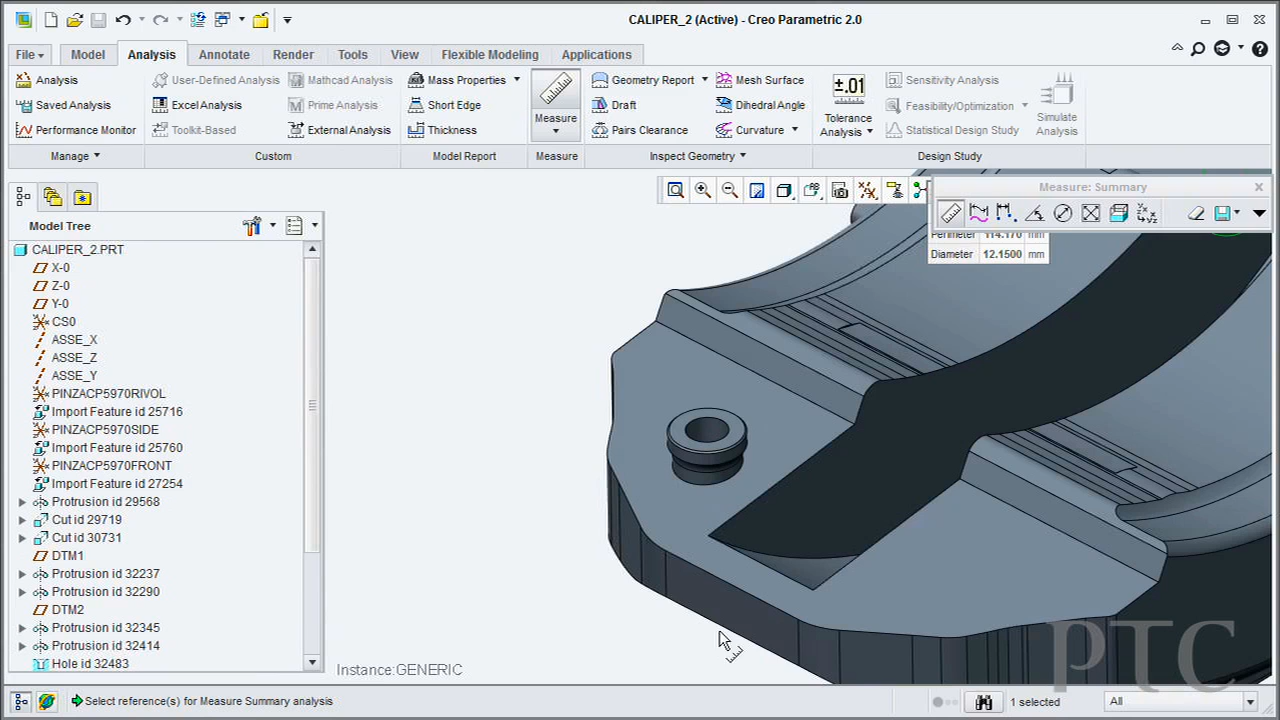 CALIPER_2 (Active) - Creo Parametric 2.0
File
Model
Analysis
Annotate
Render
Tools
View
Flexible Modeling
Applications
Analysis
Saved Analysis
Performance Monitor
User-Defined Analysis
Excel Analysis
Toolkit-Based
Mathcad Analysis
Prime Analysis
External Analysis
Mass Properties
Short Edge
Thickness
Measure
Geometry Report
Draft
Pairs Clearance
Mesh Surface
Dihedral Angle
Curvature
±.01
Tolerance
Analysis
Sensitivity Analysis
Feasibility/Optimization
Statistical Design Study
Simulate
Analysis
Manage
Custom
Model Report
Measure
Inspect Geometry
Design Study
Measure: Summary
Perimeter 114.170 mm
Diameter 12.1500 mm
Model Tree
CALIPER_2.PRT
X-0
Z-0
Y-0
CS0
ASSE_X
ASSE_Z
ASSE_Y
PINZACP5970RIVOL
Import Feature id 25716
PINZACP5970SIDE
Import Feature id 25760
PINZACP5970FRONT
Import Feature id 27254
Protrusion id 29568
Cut id 29719
Cut id 30731
DTM1
Protrusion id 32237
Protrusion id 32290
DTM2
Protrusion id 32345
Protrusion id 32414
Hole id 32483
Instance:GENERIC
PTC
Select reference(s) for Measure Summary analysis
1 selected
All